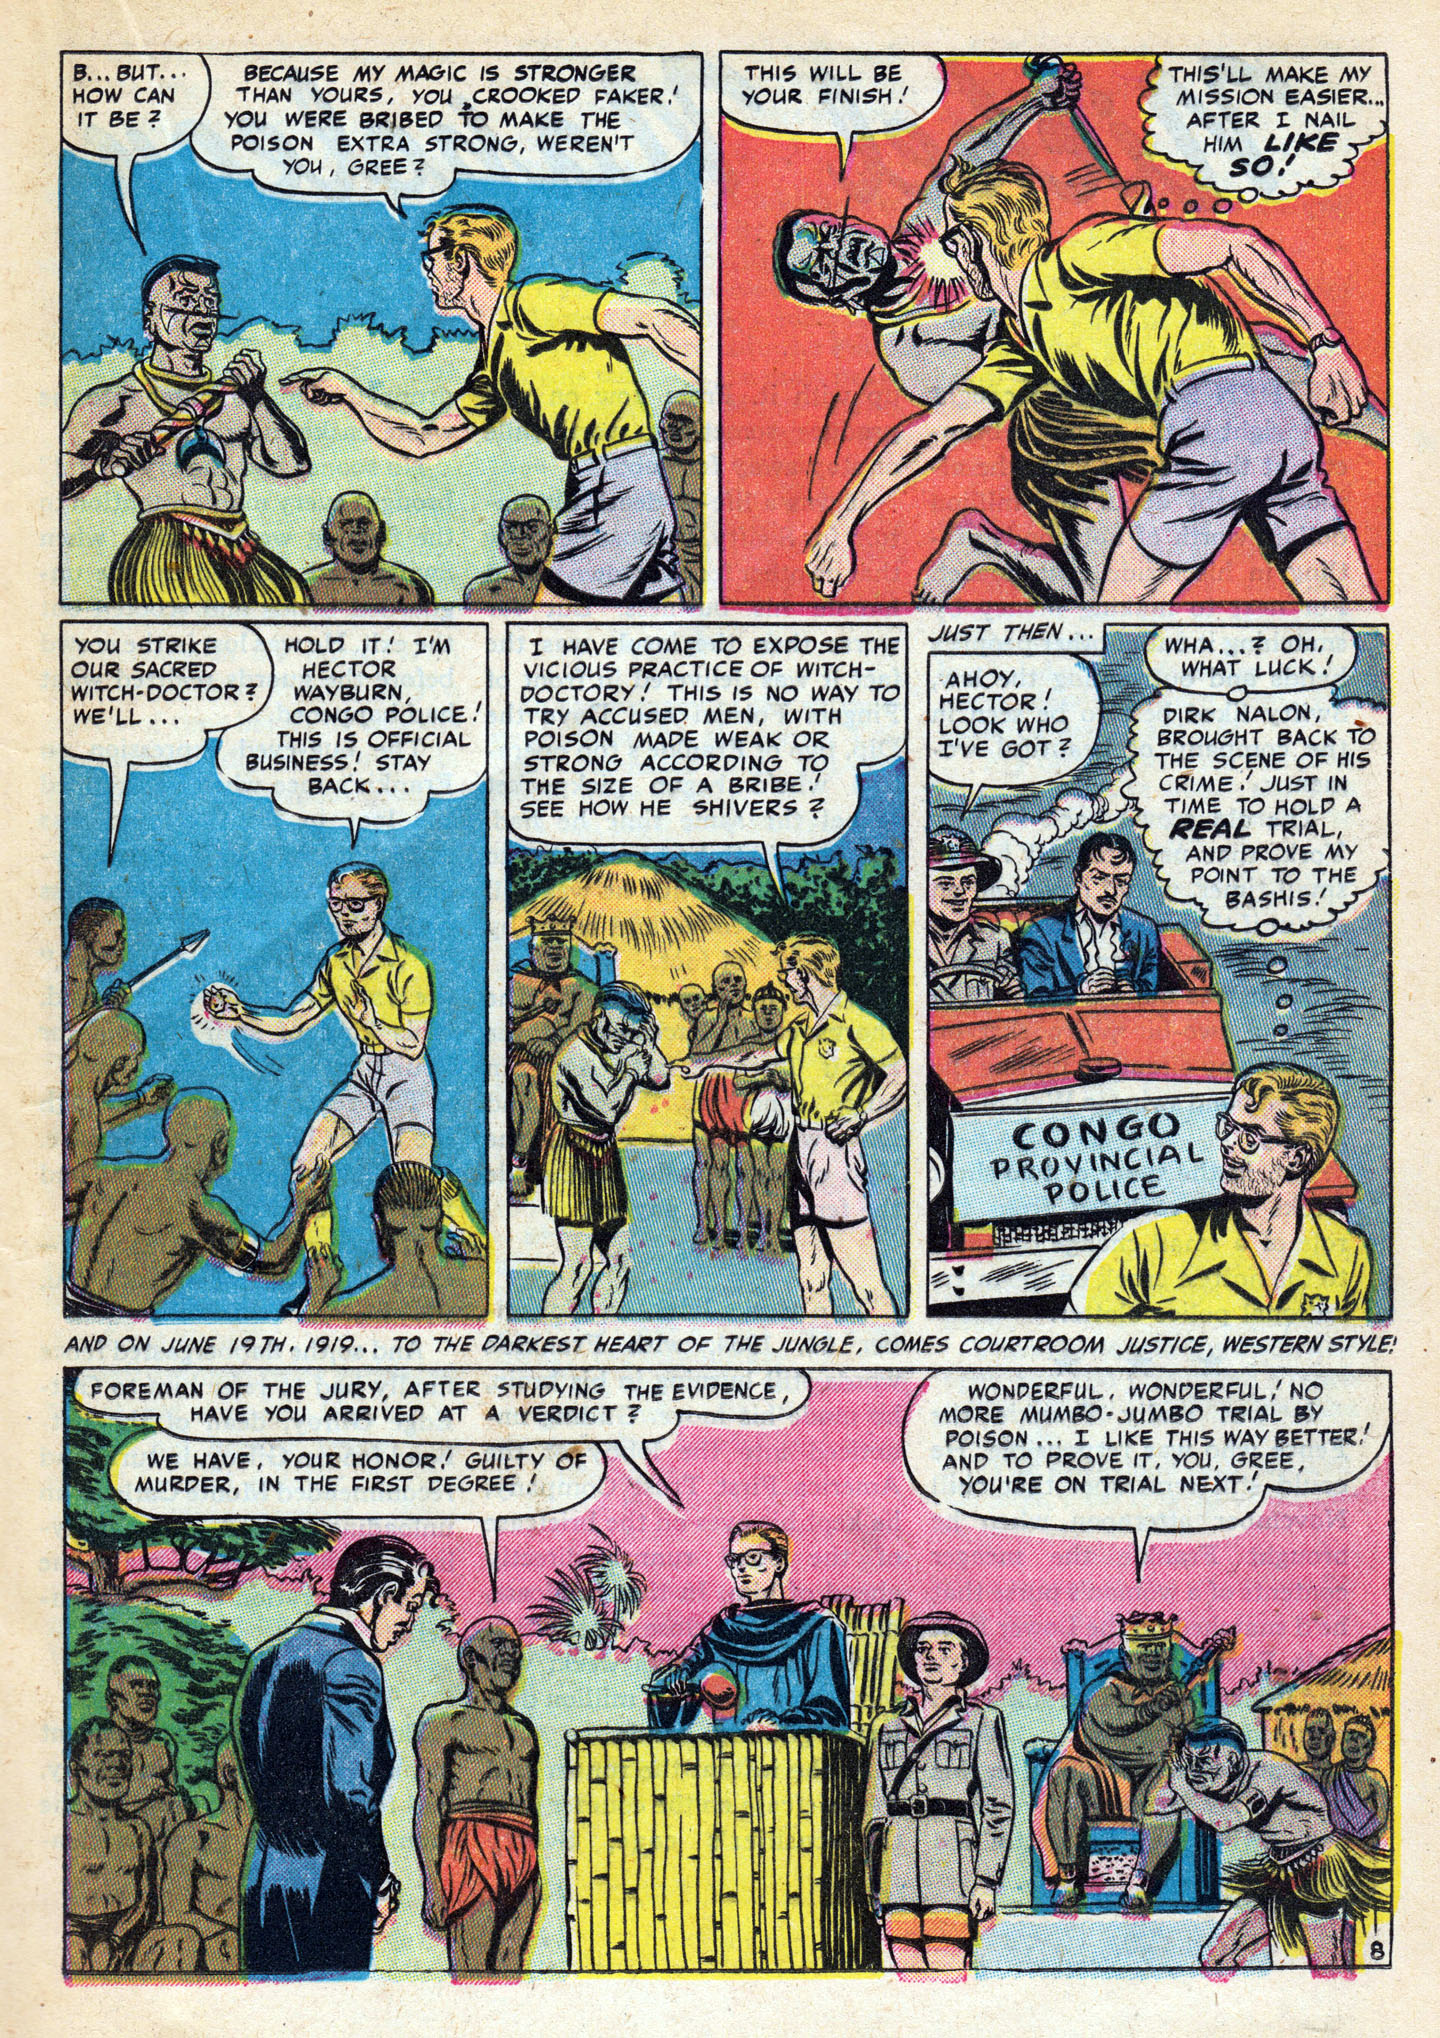 B...BUT...
HOW CAN
IT BE?
BECAUSE MY MAGIC IS STRONGER
THAN YOURS, YOU CROOKED FAKER!
YOU WERE BRIBED TO MAKE THE
POISON EXTRA STRONG, WEREN'T
YOU, GREE?
THIS WILL BE
YOUR FINISH!
THIS'LL MAKE MY
MISSION EASIER...
AFTER I NAIL
HIM LIKE
SO!
YOU STRIKE
OUR SACRED
WITCH-DOCTOR?
WE'LL...
HOLD IT! I'M
HECTOR
WAYBURN,
CONGO POLICE!
THIS IS OFFICIAL
BUSINESS! STAY
BACK...
I HAVE COME TO EXPOSE THE
VICIOUS PRACTICE OF WITCH-
DOCTORY! THIS IS NO WAY TO
TRY ACCUSED MEN, WITH
POISON MADE WEAK OR
STRONG ACCORDING TO
THE SIZE OF A BRIBE!
SEE HOW HE SHIVERS?
JUST THEN...
AHOY,
HECTOR!
LOOK WHO
I'VE GOT?
WHA...? OH,
WHAT LUCK!
DIRK NALON,
BROUGHT BACK TO
THE SCENE OF HIS
CRIME! JUST IN
TIME TO HOLD A
REAL TRIAL,
AND PROVE MY
POINT TO THE
BASHIS!
CONGO
PROVINCIAL
POLICE
AND ON JUNE 19TH, 1919... TO THE DARKEST HEART OF THE JUNGLE, COMES COURTROOM JUSTICE, WESTERN STYLE!
FOREMAN OF THE JURY, AFTER STUDYING THE EVIDENCE,
HAVE YOU ARRIVED AT A VERDICT?
WE HAVE, YOUR HONOR! GUILTY OF
MURDER, IN THE FIRST DEGREE!
WONDERFUL, WONDERFUL! NO
MORE MUMBO-JUMBO TRIAL BY
POISON... I LIKE THIS WAY BETTER!
AND TO PROVE IT, YOU, GREE,
YOU'RE ON TRIAL NEXT!
8